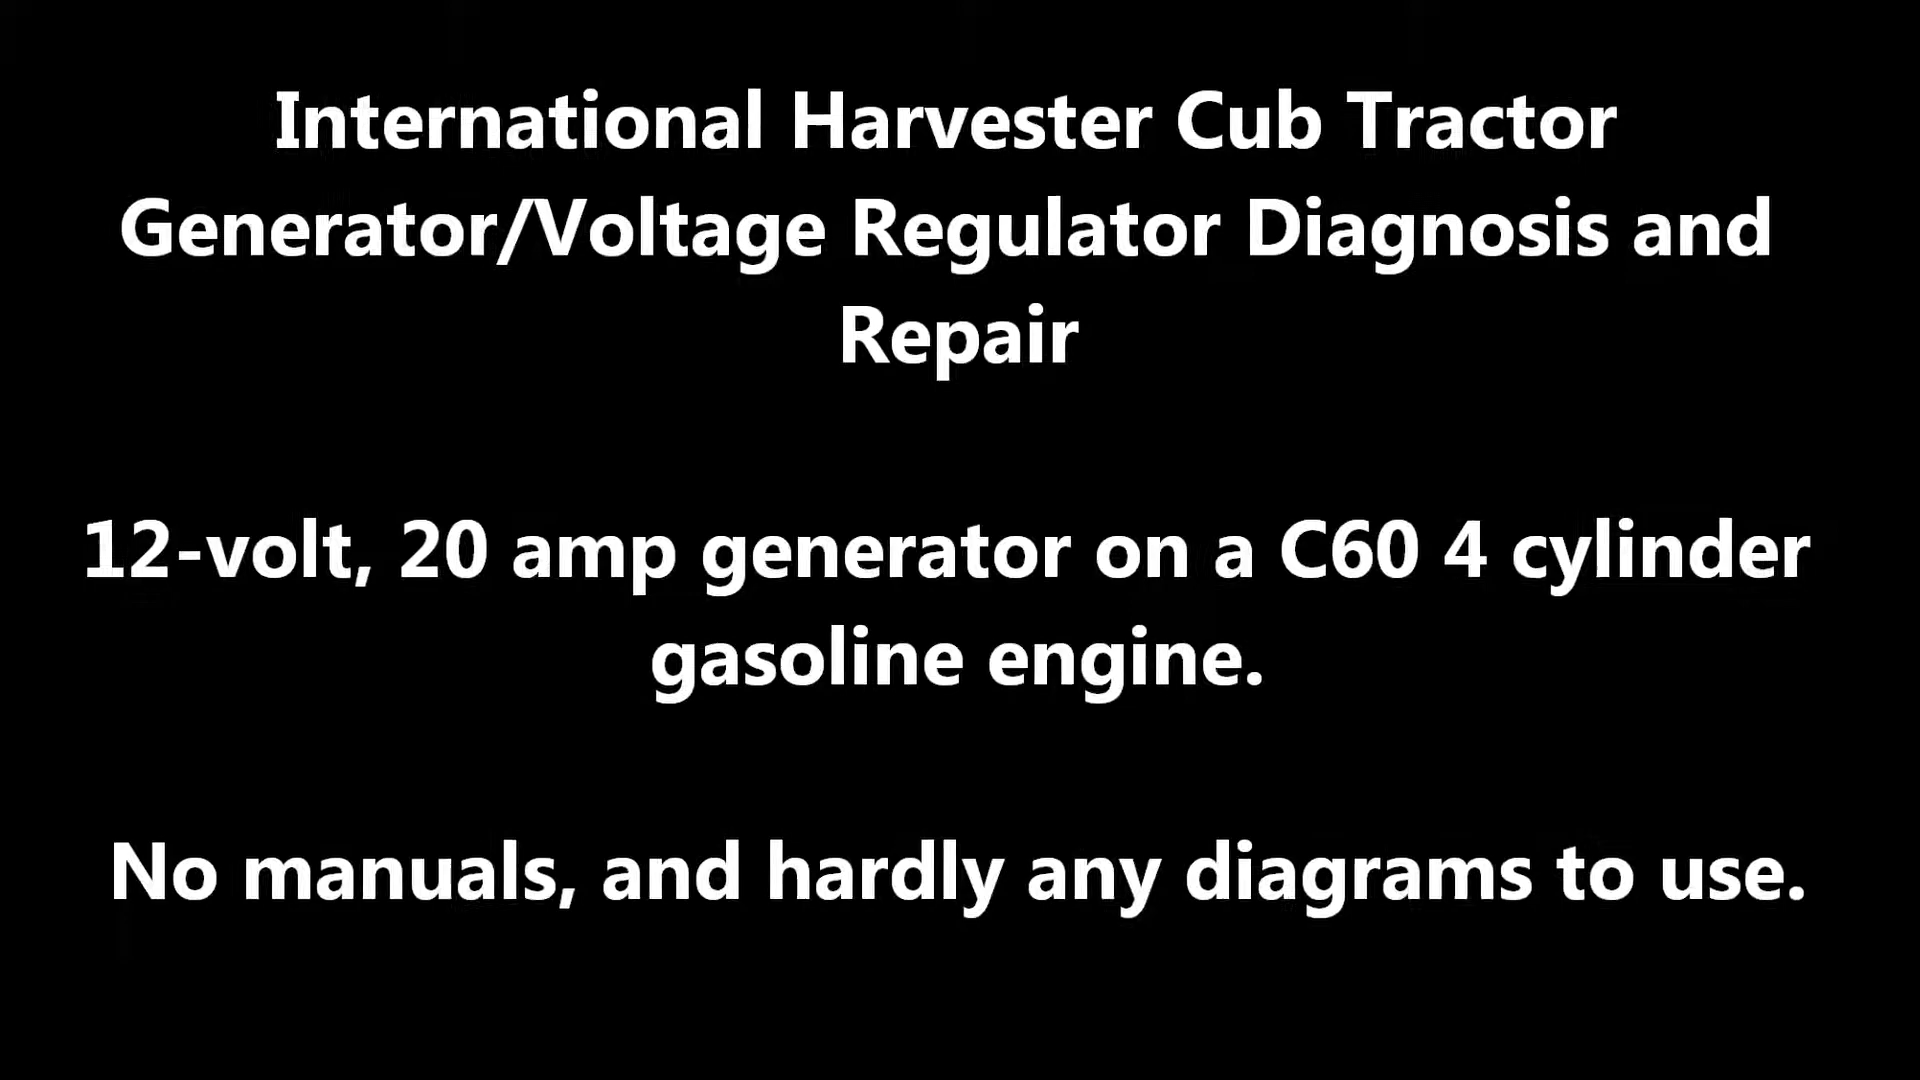 International Harvester Cub Tractor
Generator/Voltage Regulator Diagnosis and
Repair
12-volt, 20 amp generator on a C60 4 cylinder
gasoline engine.
No manuals, and hardly any diagrams to use.